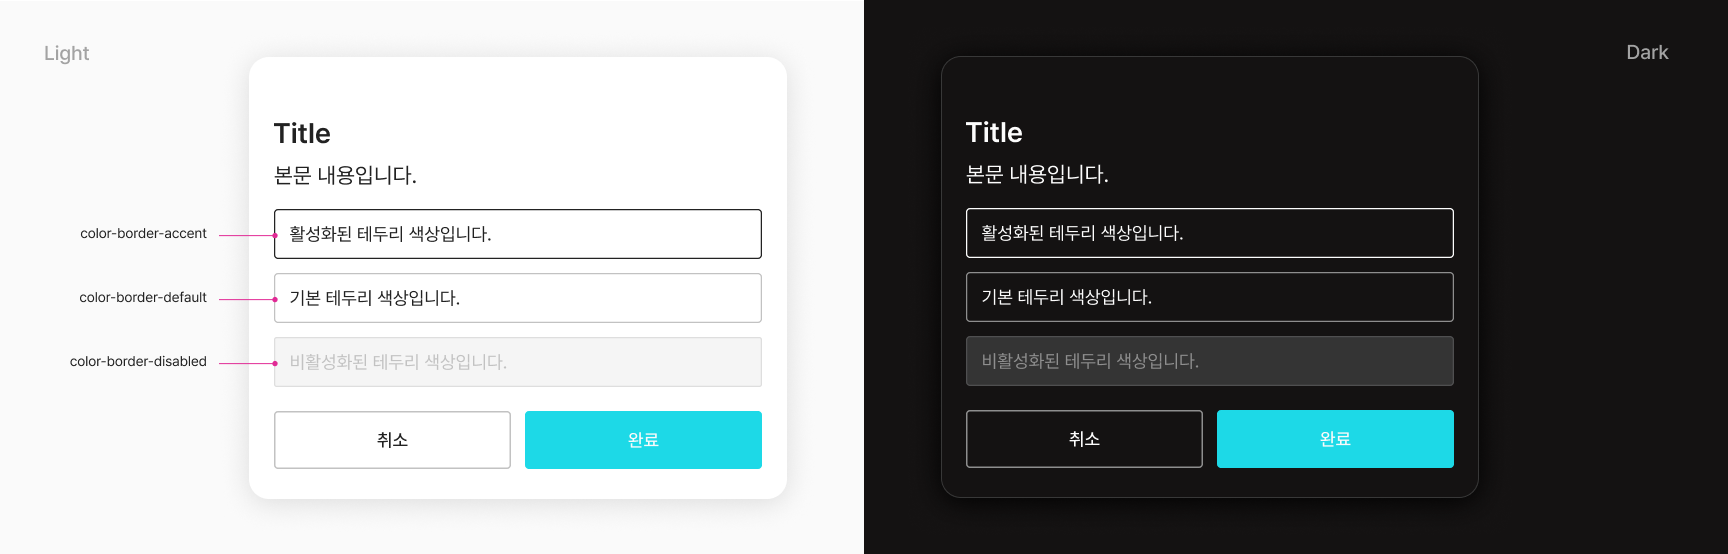 Light
Title
본문 내용입니다.
color-border-accent
활성화된 테두리 색상입니다.
color-border-default
기본 테두리 색상입니다.
color-border-disabled
비활성화된 테두리 색상입니다.
취소
완료
Dark
Title
본문 내용입니다.
활성화된 테두리 색상입니다.
기본 테두리 색상입니다.
비활성화된 테두리 색상입니다.
취소
완료